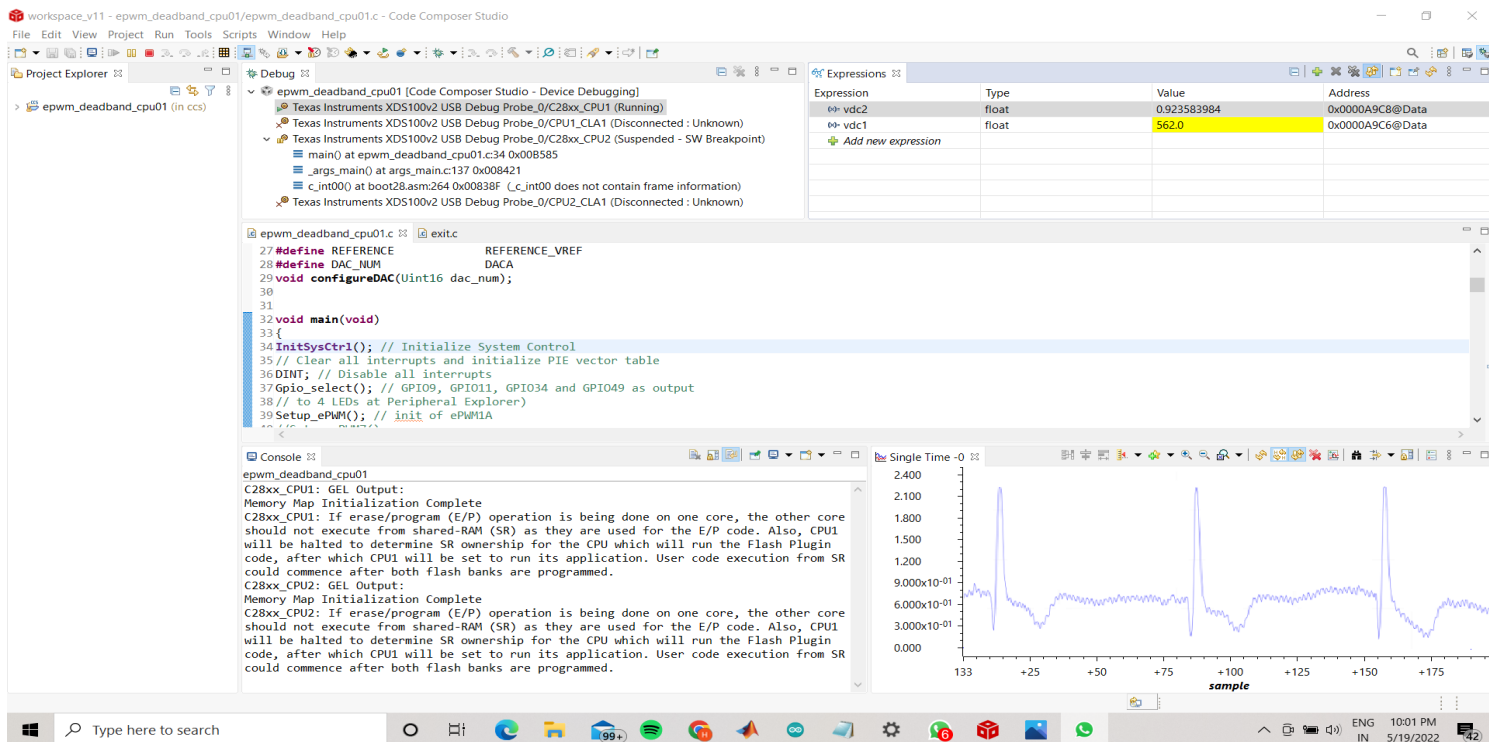 workspace_v11 - epwm_deadband_cpu01/epwm_deadband_cpu01.c - Code Composer Studio
File Edit View Project Run Tools Scripts Window Help
Project Explorer
epwm_deadband_cpu01 (in ccs)
Debug
epwm_deadband_cpu01 [Code Composer Studio - Device Debugging]
Texas Instruments XDS100v2 USB Debug Probe_0/C28xx_CPU1 (Running)
Texas Instruments XDS100v2 USB Debug Probe_0/CPU1_CLA1 (Disconnected : Unknown)
Texas Instruments XDS100v2 USB Debug Probe_0/C28xx_CPU2 (Suspended - SW Breakpoint)
main() at epwm_deadband_cpu01.c:34 0x00B585
_args_main() at args_main.c:137 0x008421
c_int00() at boot28.asm:264 0x00838F (_c_int00 does not contain frame information)
Texas Instruments XDS100v2 USB Debug Probe_0/CPU2_CLA1 (Disconnected : Unknown)
Expressions
Expression Type Value Address
vdc2 float 0.923583984 0x0000A9C8@Data
vdc1 float 562.0 0x0000A9C6@Data
Add new expression
epwm_deadband_cpu01.c exit.c
27 #define REFERENCE REFERENCE_VREF
28 #define DAC_NUM DACA
29 void configureDAC(Uint16 dac_num);
30
31
32 void main(void)
33 {
34 InitSysCtrl(); // Initialize System Control
35 // Clear all interrupts and initialize PIE vector table
36 DINT; // Disable all interrupts
37 Gpio_select(); // GPIO9, GPIO11, GPIO34 and GPIO49 as output
38 // to 4 LEDs at Peripheral Explorer)
39 Setup_ePWM(); // init of ePWM1A
Console
epwm_deadband_cpu01
C28xx_CPU1: GEL Output:
Memory Map Initialization Complete
C28xx_CPU1: If erase/program (E/P) operation is being done on one core, the other core
should not execute from shared-RAM (SR) as they are used for the E/P code. Also, CPU1
will be halted to determine SR ownership for the CPU which will run the Flash Plugin
code, after which CPU1 will be set to run its application. User code execution from SR
could commence after both flash banks are programmed.
C28xx_CPU2: GEL Output:
Memory Map Initialization Complete
C28xx_CPU2: If erase/program (E/P) operation is being done on one core, the other core
should not execute from shared-RAM (SR) as they are used for the E/P code. Also, CPU1
will be halted to determine SR ownership for the CPU which will run the Flash Plugin
code, after which CPU1 will be set to run its application. User code execution from SR
could commence after both flash banks are programmed.
Single Time -0
2.400
2.100
1.800
1.500
1.200
9.000x10-01
6.000x10-01
3.000x10-01
0.000
133 +25 +50 +75 +100 +125 +150 +175
sample
Type here to search
99+
6
ENG
IN
10:01 PM
5/19/2022
42